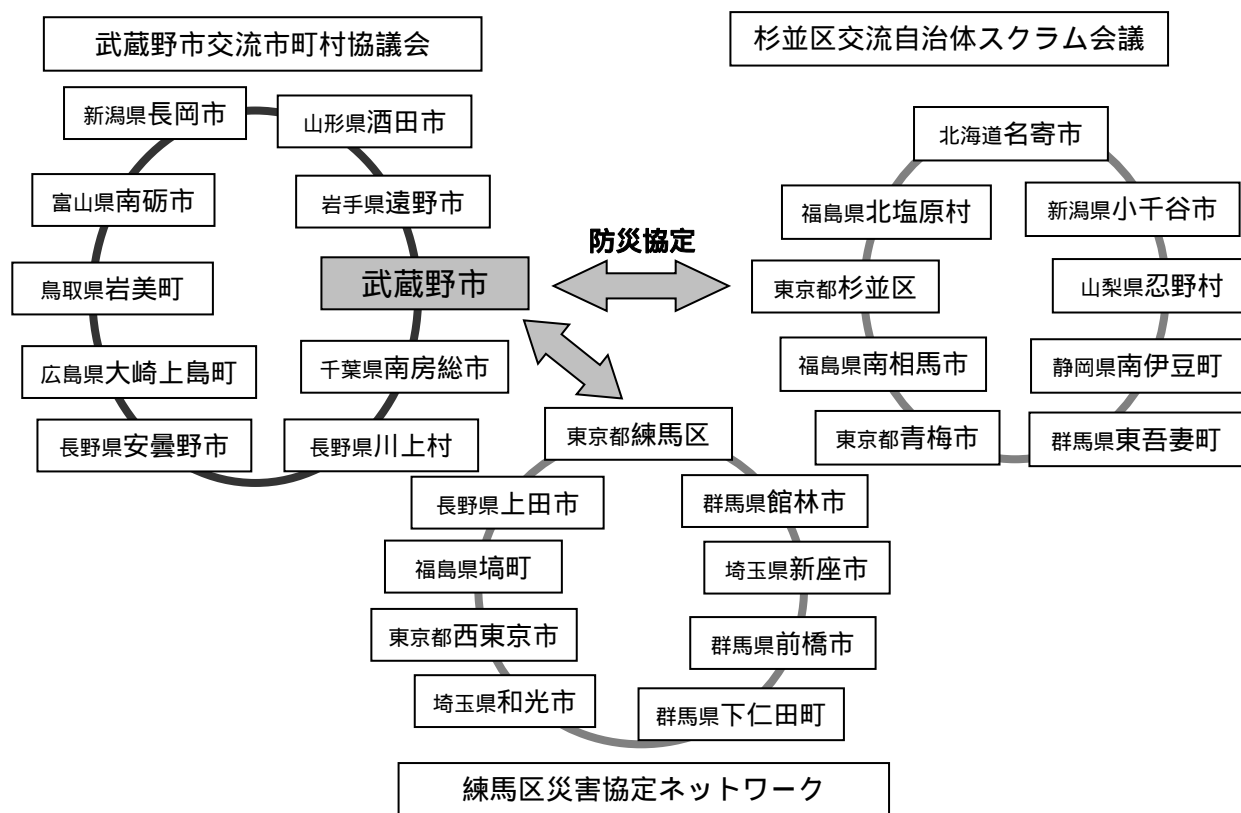 武蔵野市交流市町村協議会
新潟県長岡市
山形県酒田市
富山県南砺市
岩手県遠野市
鳥取県岩美町
武蔵野市
広島県大崎上島町
千葉県南房総市
長野県安曇野市
長野県川上村
防災協定
杉並区交流自治体スクラム会議
北海道名寄市
福島県北塩原村
新潟県小千谷市
東京都杉並区
山梨県忍野村
福島県南相馬市
静岡県南伊豆町
東京都青梅市
群馬県東吾妻町
東京都練馬区
長野県上田市
群馬県館林市
福島県塙町
埼玉県新座市
東京都西東京市
群馬県前橋市
埼玉県和光市
群馬県下仁田町
練馬区災害協定ネットワーク